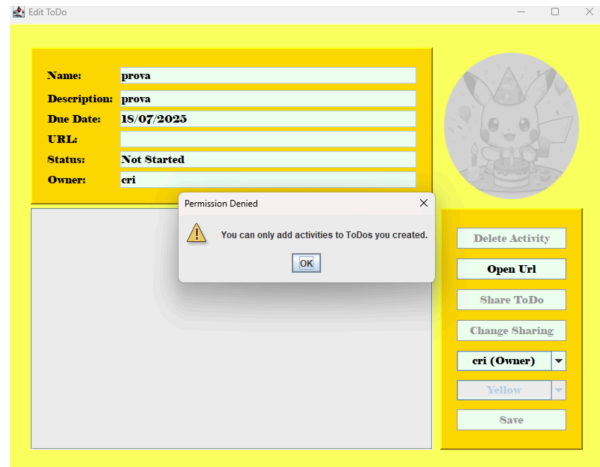 Edit ToDo
Name: prova
Description: prova
Due Date: 18/07/2025
URL:
Status: Not Started
Owner: cri
Permission Denied
You can only add activities to ToDos you created.
OK
Delete Activity
Open Url
Share ToDo
Change Sharing
cri (Owner)
Yellow
Save